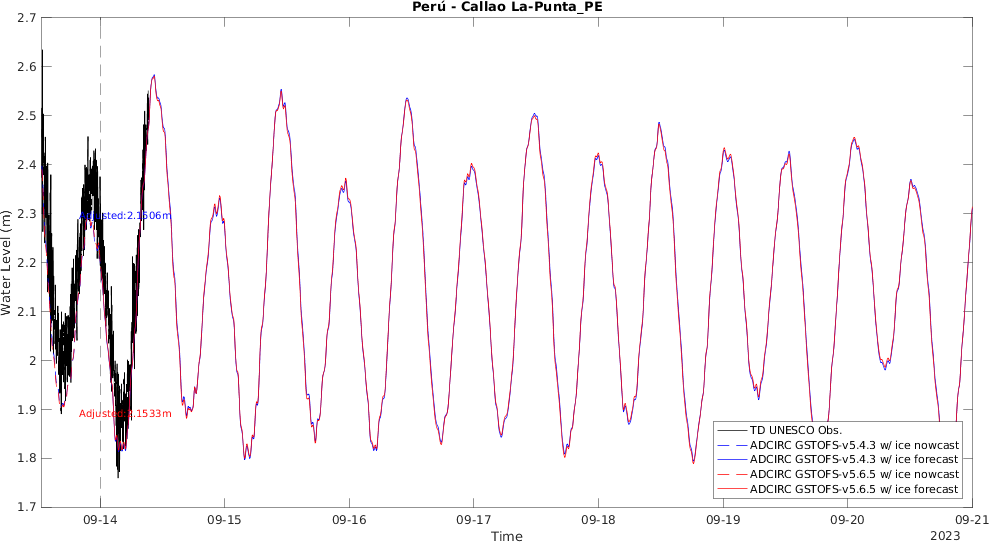 Perú - Callao La-Punta_PE
2.7
2.6
2.5
2.4
2.3
2.2
2.1
2
1.9
1.8
1.7
Water Level (m)
Adjusted:2.1506m
Adjusted:2.1533m
TD UNESCO Obs.
ADCIRC GSTOFS-v5.4.3 w/ ice nowcast
ADCIRC GSTOFS-v5.4.3 w/ ice forecast
ADCIRC GSTOFS-v5.6.5 w/ ice nowcast
ADCIRC GSTOFS-v5.6.5 w/ ice forecast
09-14 09-15 09-16 09-17 09-18 09-19 09-20 09-21
Time
2023